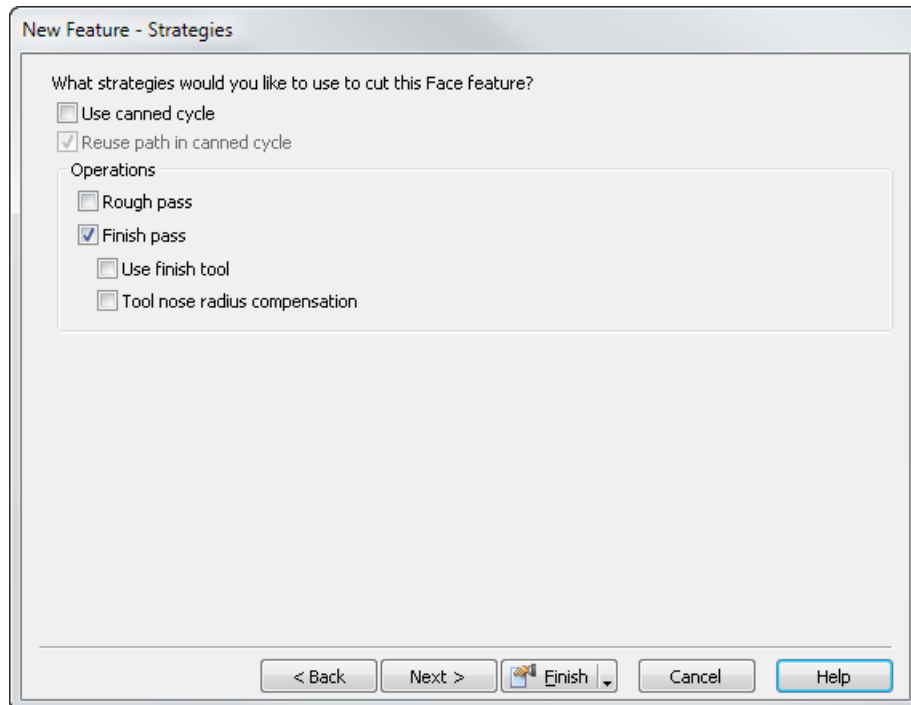 New Feature - Strategies
What strategies would you like to use to cut this Face feature?
Use canned cycle
Reuse path in canned cycle
Operations
Rough pass
Finish pass
Use finish tool
Tool nose radius compensation
< Back Next > Finish Cancel Help